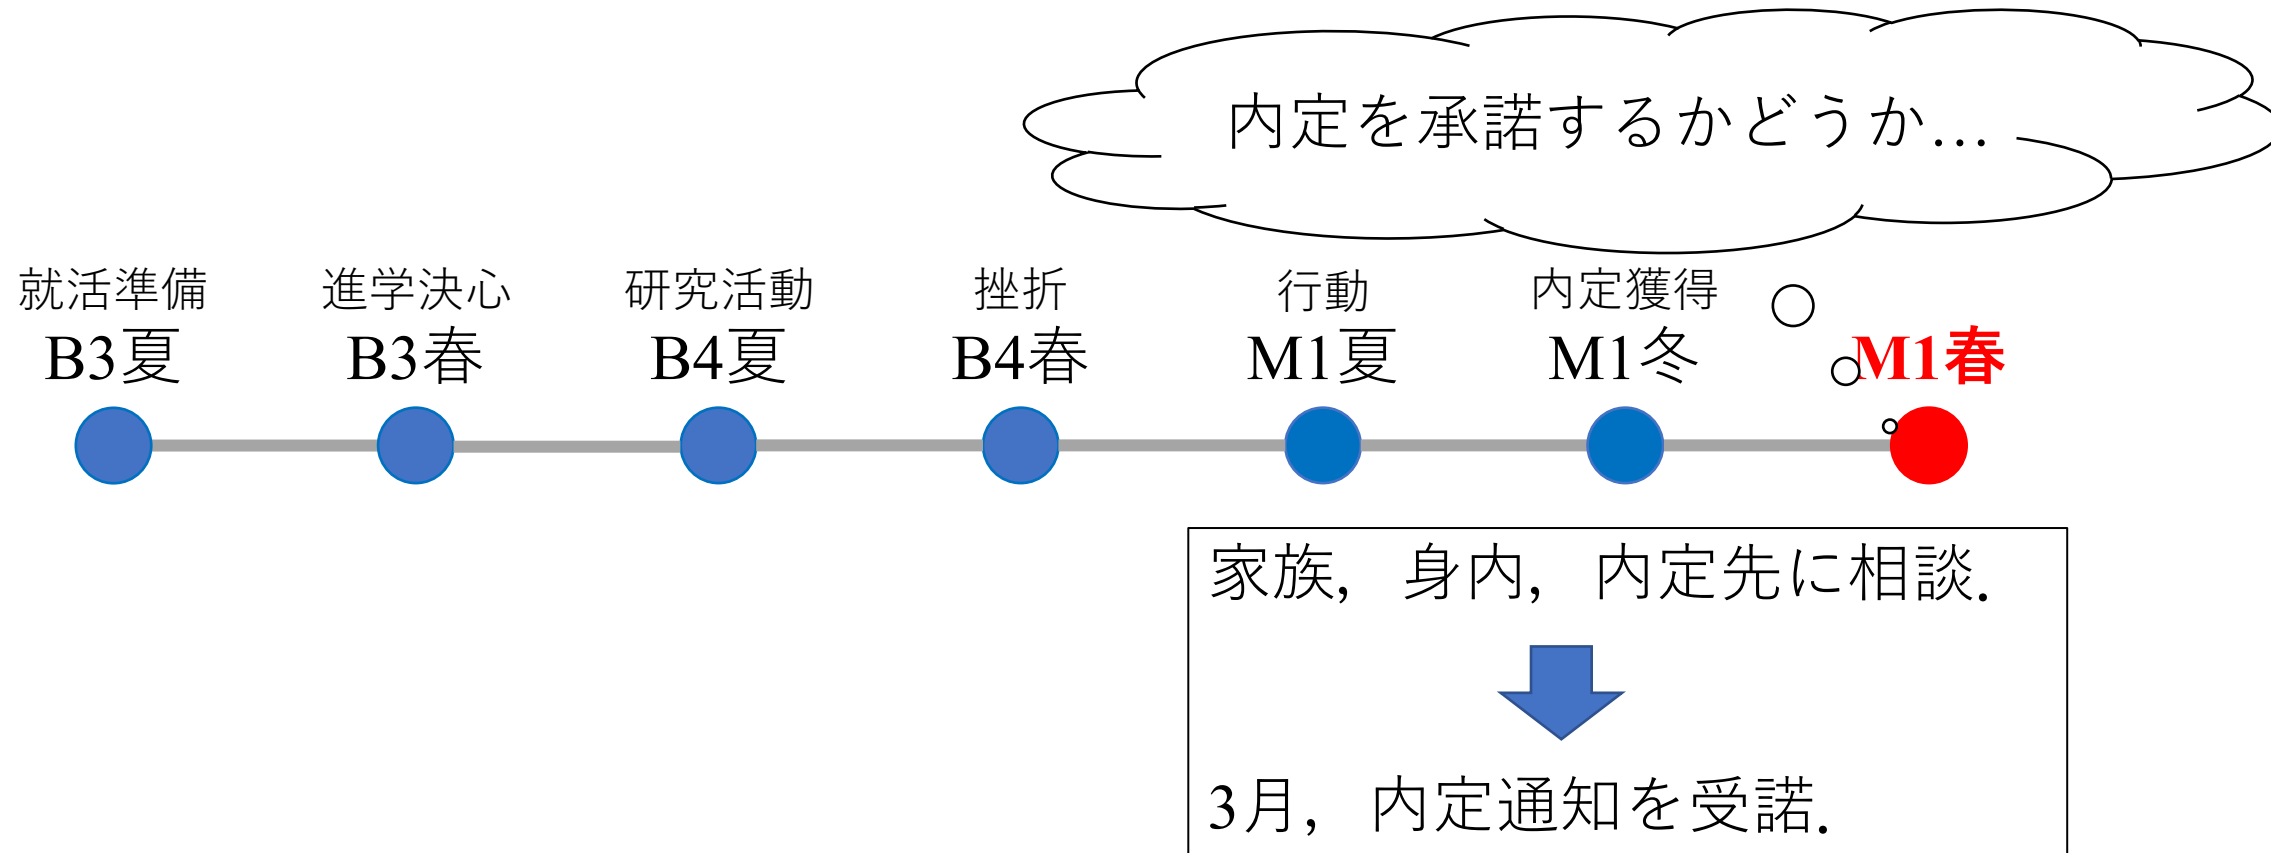 内定を承諾するかどうか…
就活準備
B3夏
進学決心
B3春
研究活動
B4夏
挫折
B4春
行動
M1夏
内定獲得
M1冬
M1春
家族，身内，内定先に相談．
3月，内定通知を受諾．